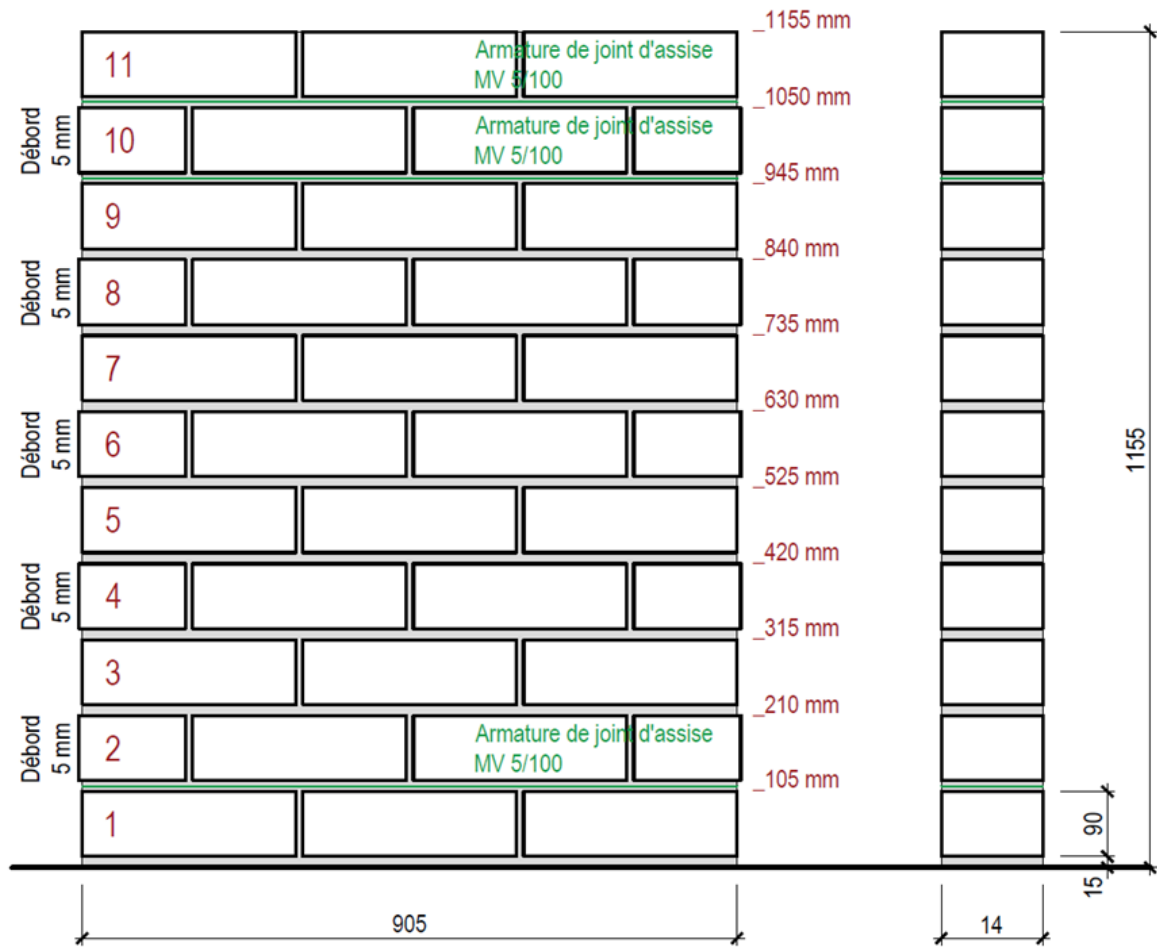 _1155 mm
11
Armature de joint d'assise
MV 5/100
_1050 mm
Débord
5 mm
10
Armature de joint d'assise
MV 5/100
_945 mm
9
_840 mm
Débord
5 mm
8
_735 mm
7
_630 mm
Débord
5 mm
6
_525 mm
5
_420 mm
Débord
5 mm
4
_315 mm
3
_210 mm
Débord
5 mm
2
Armature de joint d'assise
MV 5/100
_105 mm
1
905
14
1155
90
15